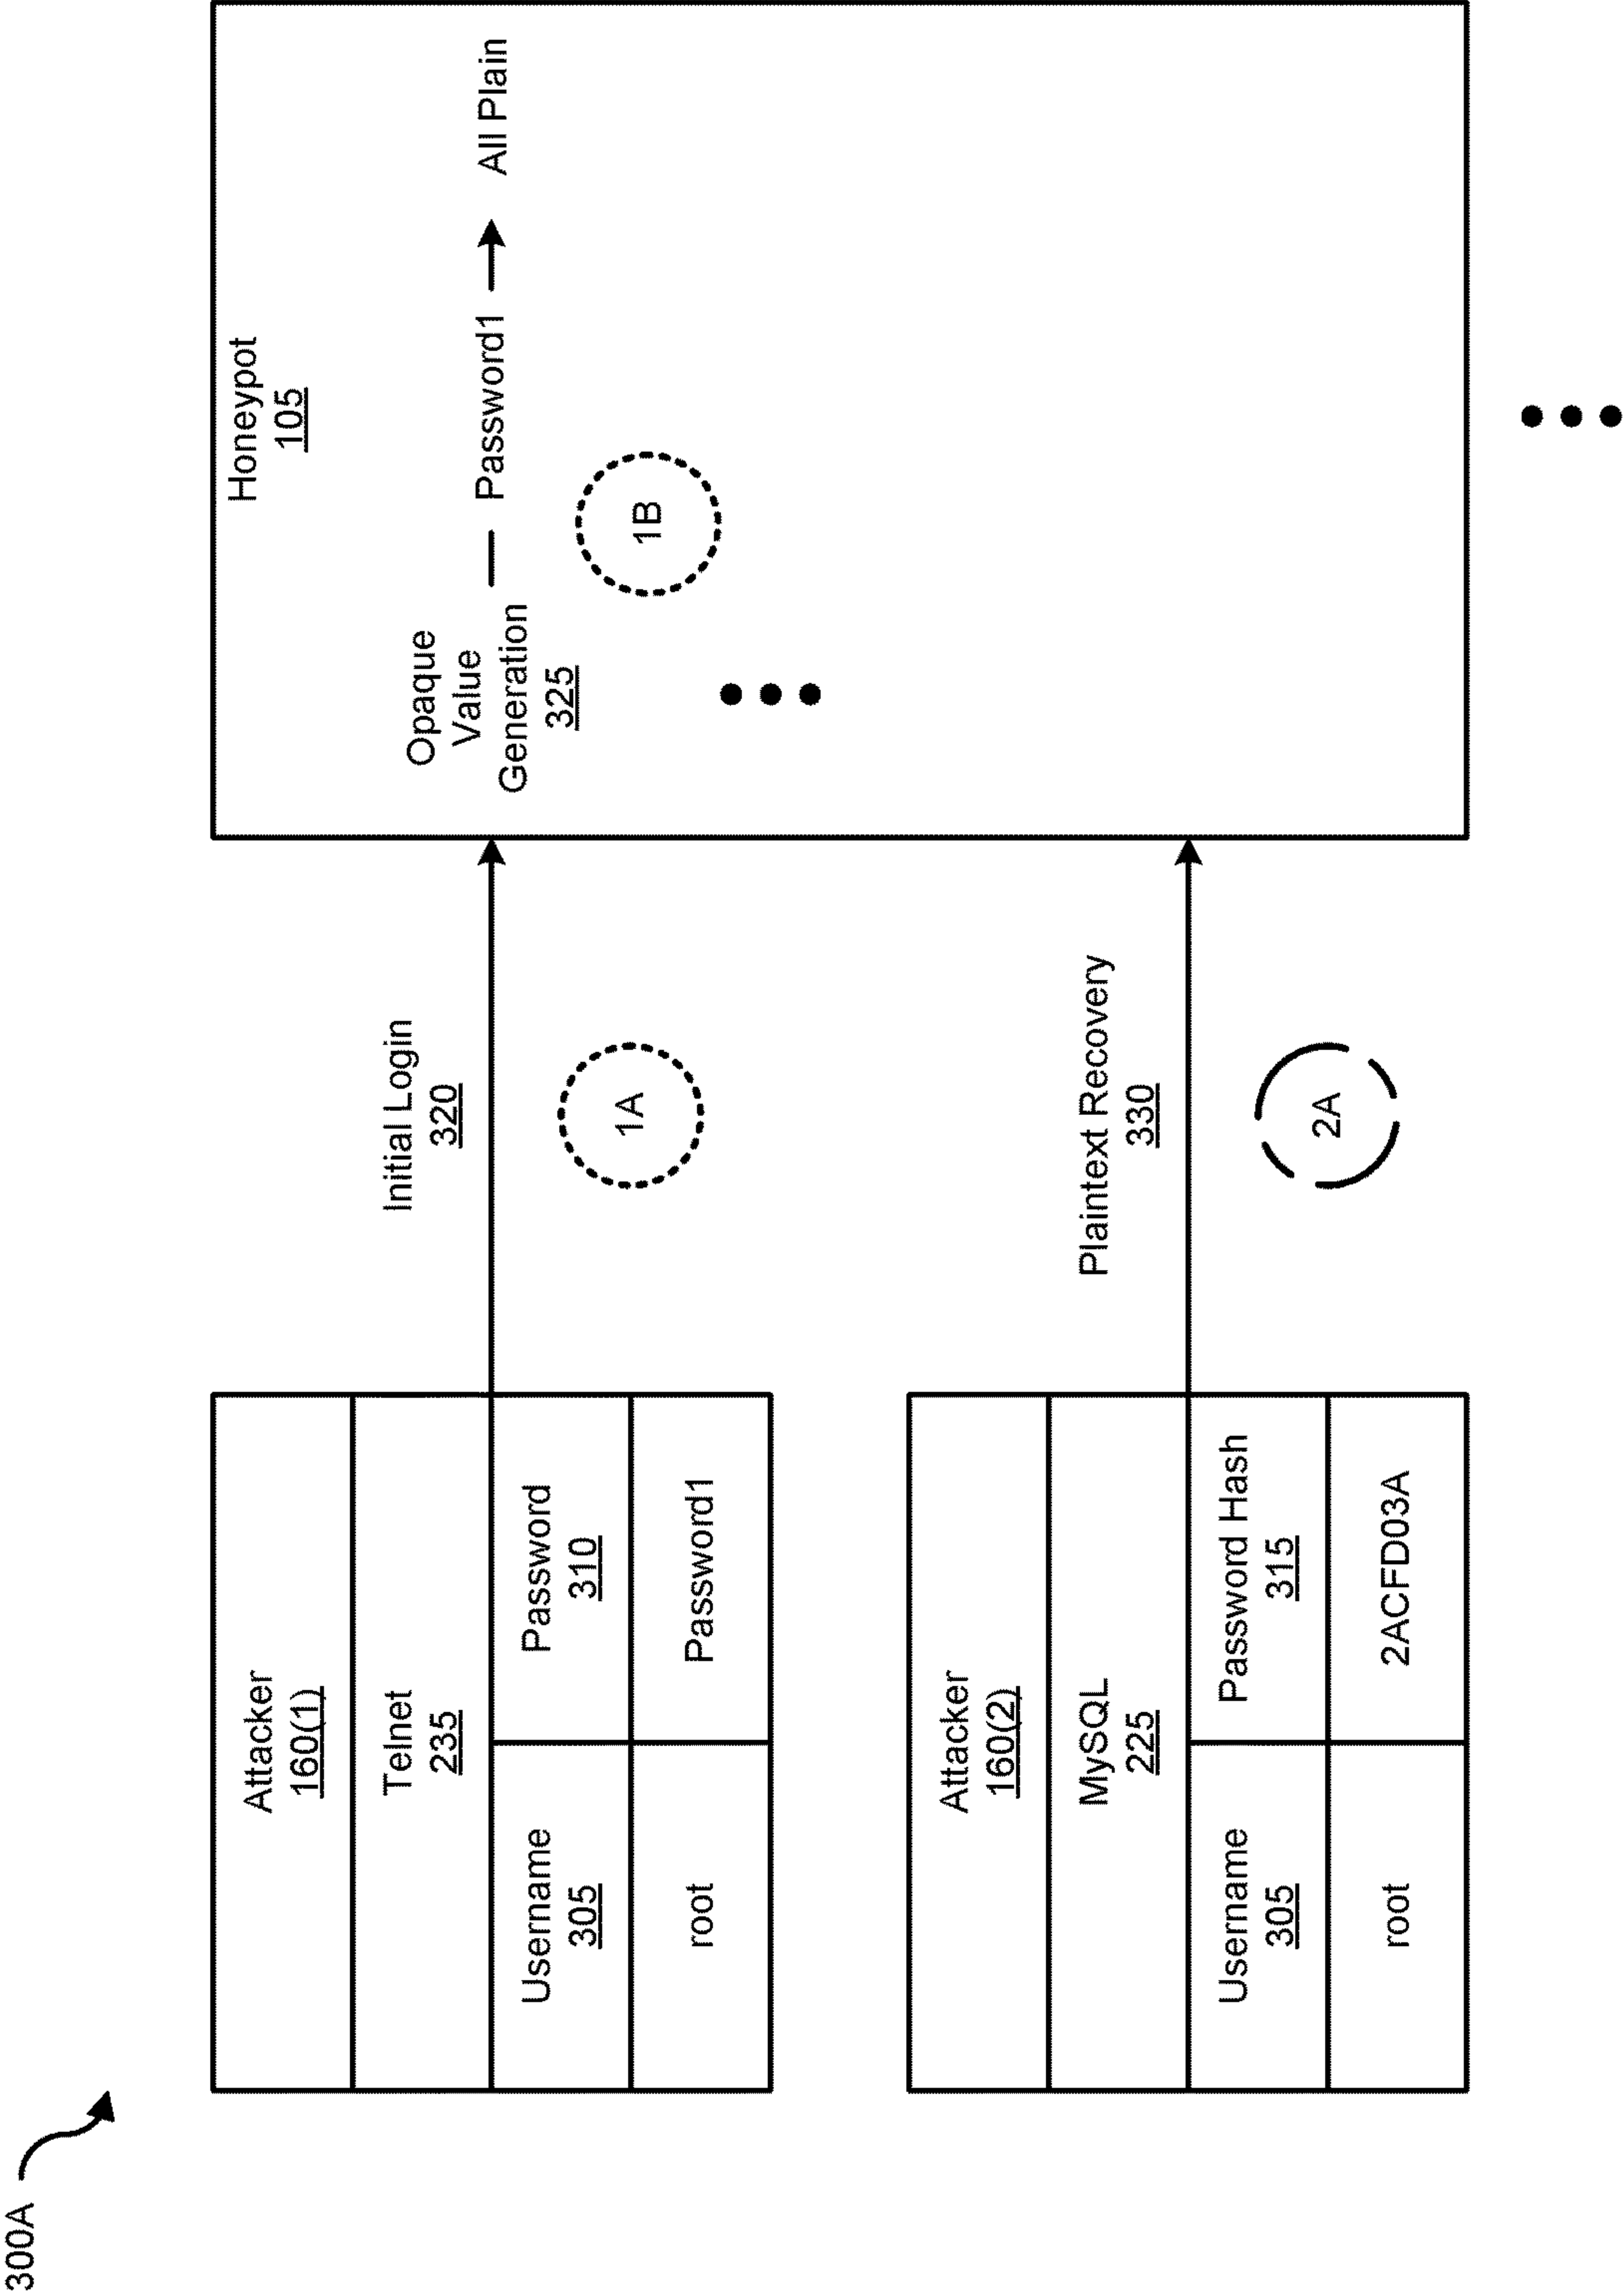 300A
Attacker
160(1)
Telnet
235
Username
305
Password
310
root
Password1
Initial Login
320
1A
Honeypot
105
Opaque
Value
Generation
325
Password1
All Plain
1B
Attacker
160(2)
MySQL
225
Username
305
Password Hash
315
root
2ACFD03A
Plaintext Recovery
330
2A